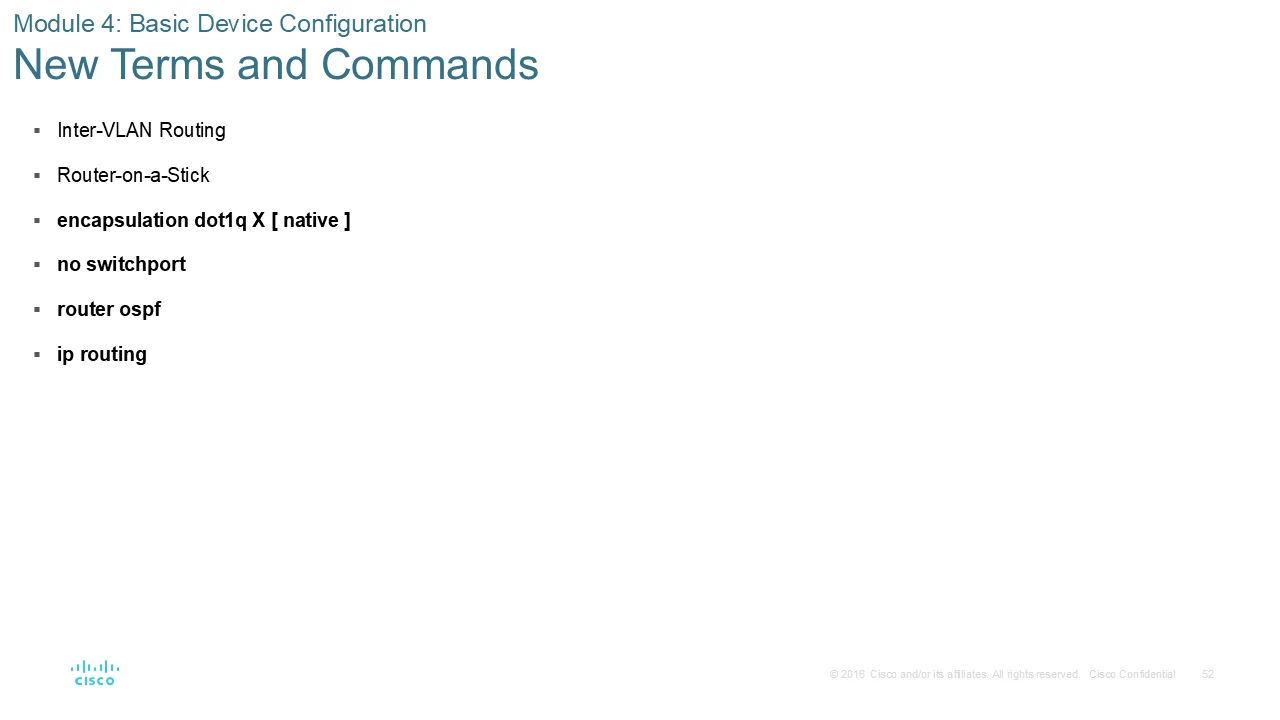 Module 4: Basic Device Configuration
New Terms and Commands
▪ Inter-VLAN Routing
▪ Router-on-a-Stick
▪ encapsulation dot1q X [ native ]
▪ no switchport
▪ router ospf
▪ ip routing
cisco
© 2016 Cisco and/or its affiliates. All rights reserved. Cisco Confidential 52